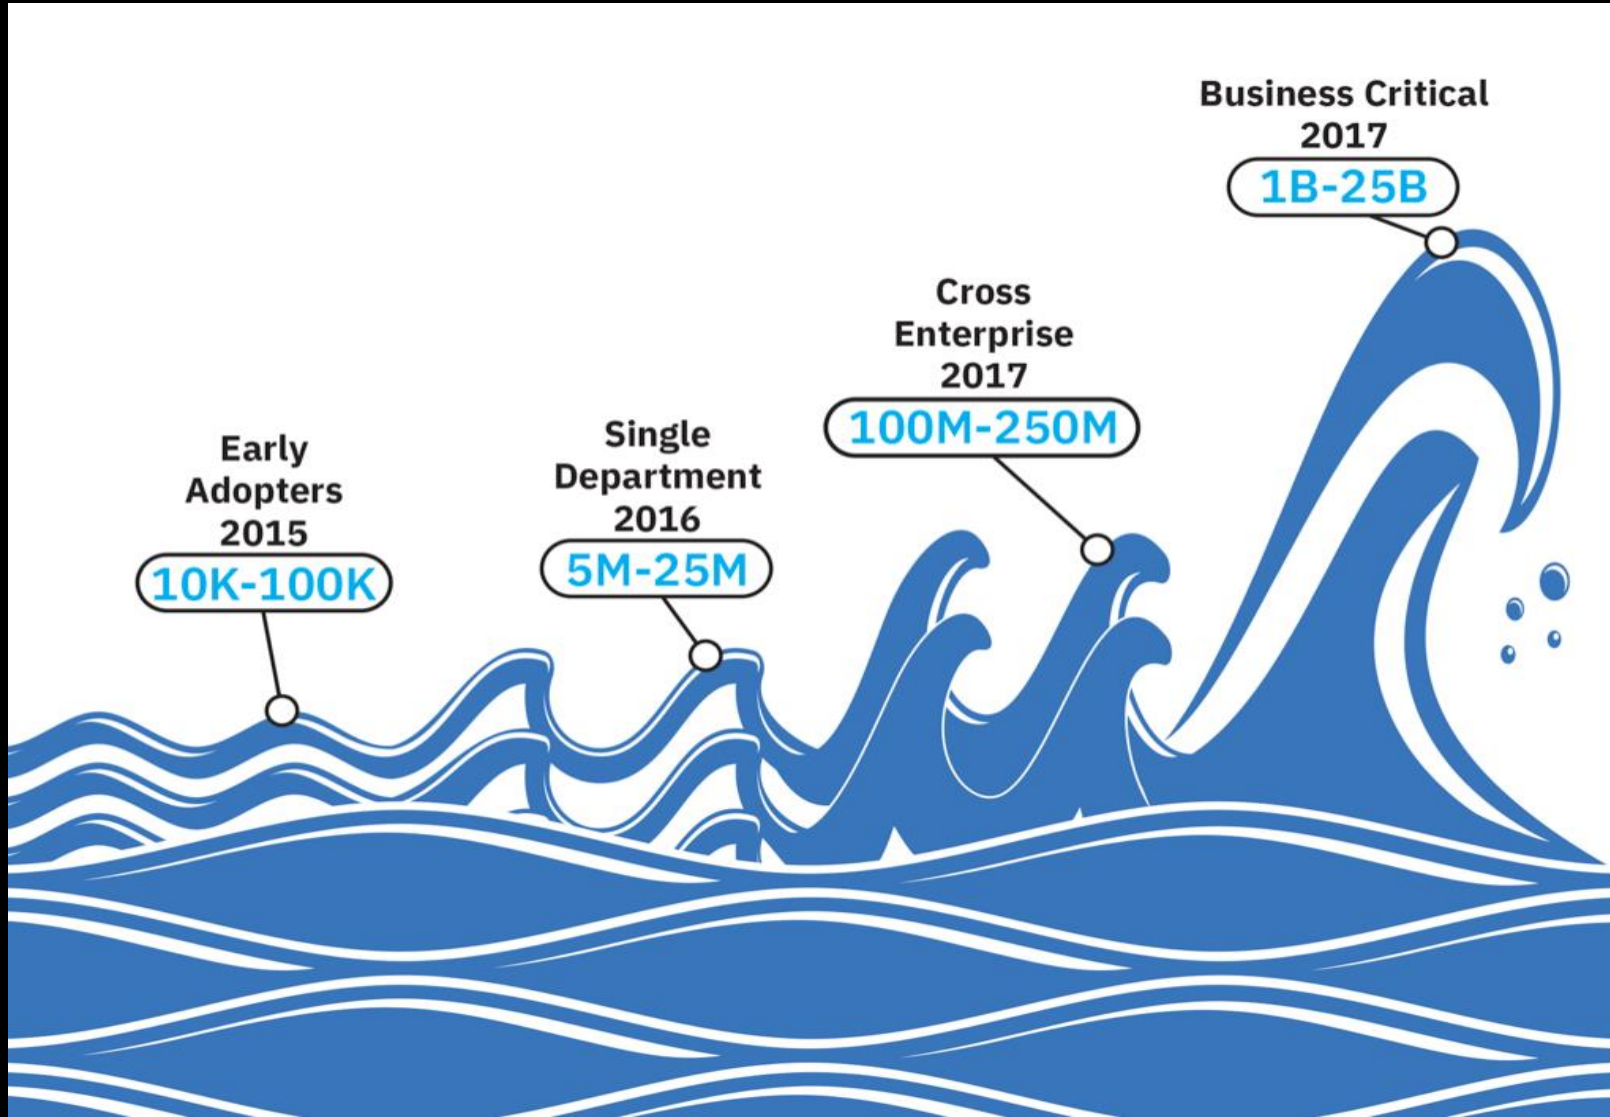 Early
Adopters
2015
10K-100K
Single
Department
2016
5M-25M
Cross
Enterprise
2017
100M-250M
Business Critical
2017
1B-25B